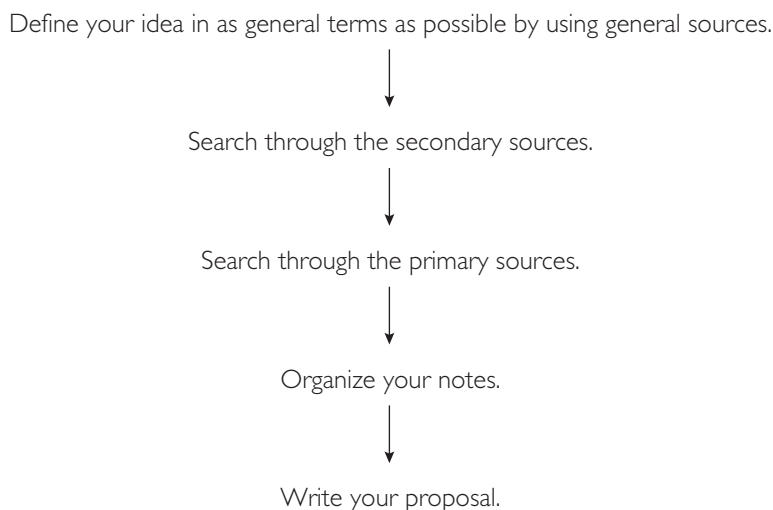 Define your idea in as general terms as possible by using general sources.
Search through the secondary sources.
Search through the primary sources.
Organize your notes.
Write your proposal.